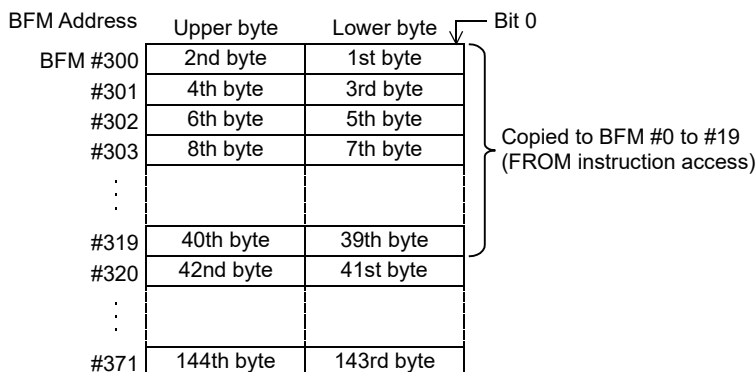 BFM Address Upper byte Lower byte Bit 0
BFM #300 2nd byte 1st byte
#301 4th byte 3rd byte
#302 6th byte 5th byte
#303 8th byte 7th byte
Copied to BFM #0 to #19
(FROM instruction access)
#319 40th byte 39th byte
#320 42nd byte 41st byte
#371 144th byte 143rd byte